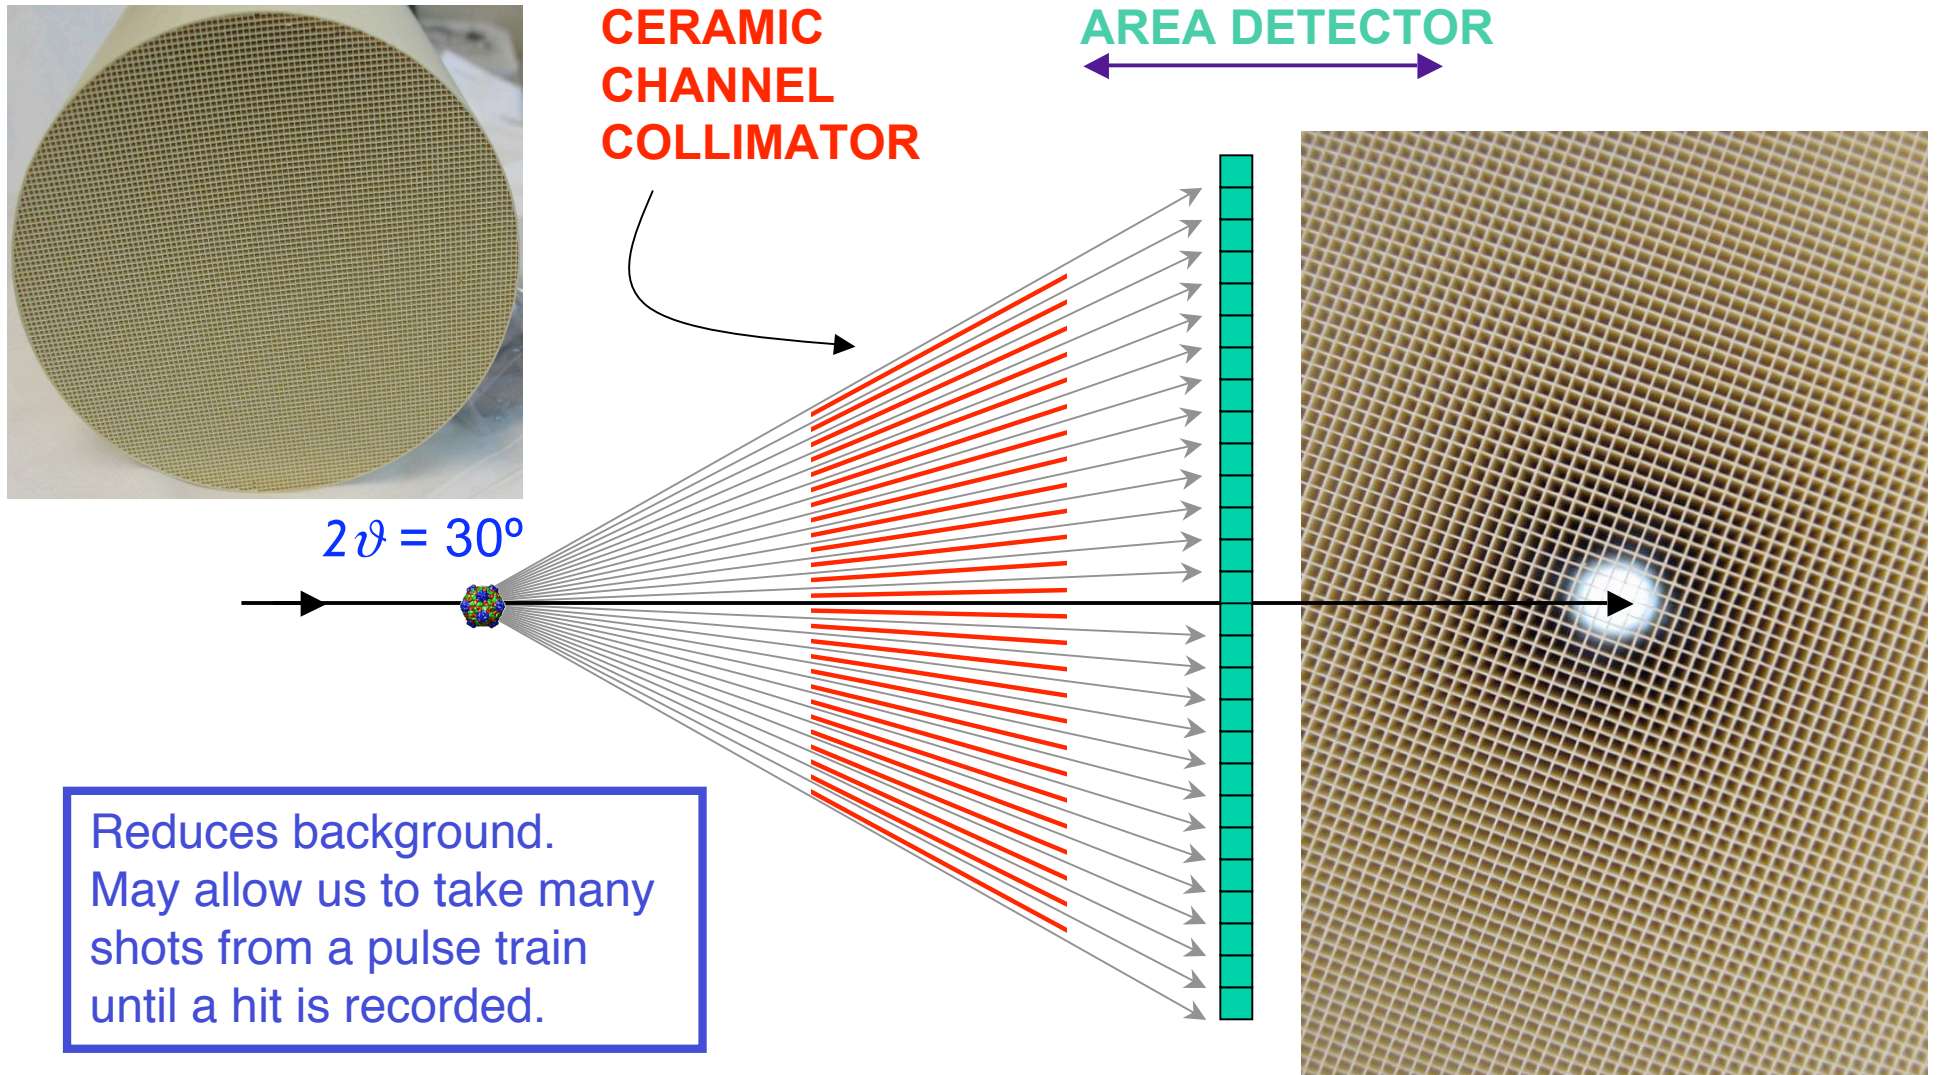 CERAMIC
CHANNEL
COLLIMATOR
AREA DETECTOR
2ϑ = 30º
Reduces background.
May allow us to take many
shots from a pulse train
until a hit is recorded.